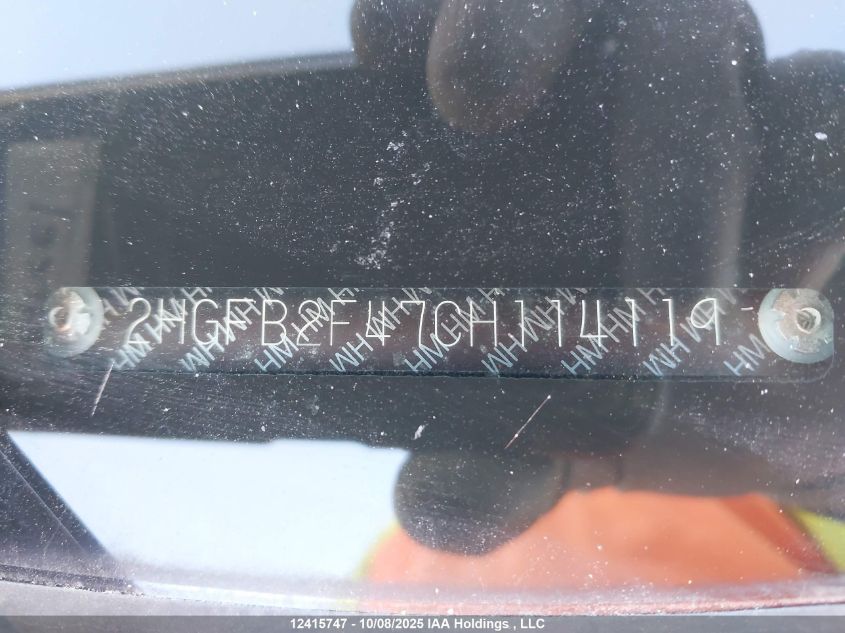 2HGFB2F47CH114119
12415747 - 10/08/2025 IAA Holdings, LLC